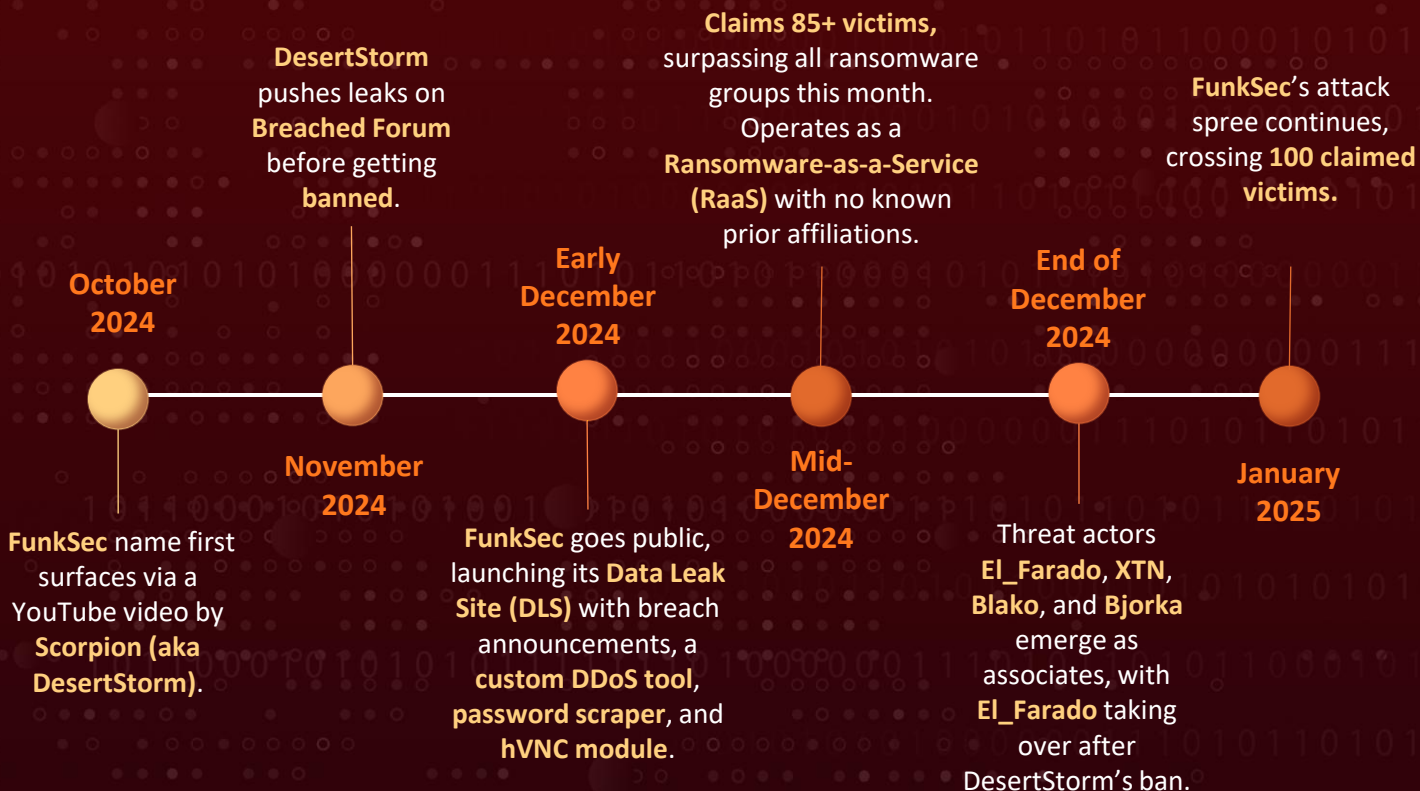 October
2024
FunkSec name first
surfaces via a
YouTube video by
Scorpion (aka
DesertStorm).
DesertStorm
pushes leaks on
Breached Forum
before getting
banned.
November
2024
Early
December
2024
FunkSec goes public,
launching its Data Leak
Site (DLS) with breach
announcements, a
custom DDoS tool,
password scraper, and
hVNC module.
Claims 85+ victims,
surpassing all ransomware
groups this month.
Operates as a
Ransomware-as-a-Service
(RaaS) with no known
prior affiliations.
Mid-
December
2024
End of
December
2024
Threat actors
El_Farado, XTN,
Blako, and Bjorka
emerge as
associates, with
El_Farado taking
over after
DesertStorm's ban.
FunkSec's attack
spree continues,
crossing 100 claimed
victims.
January
2025